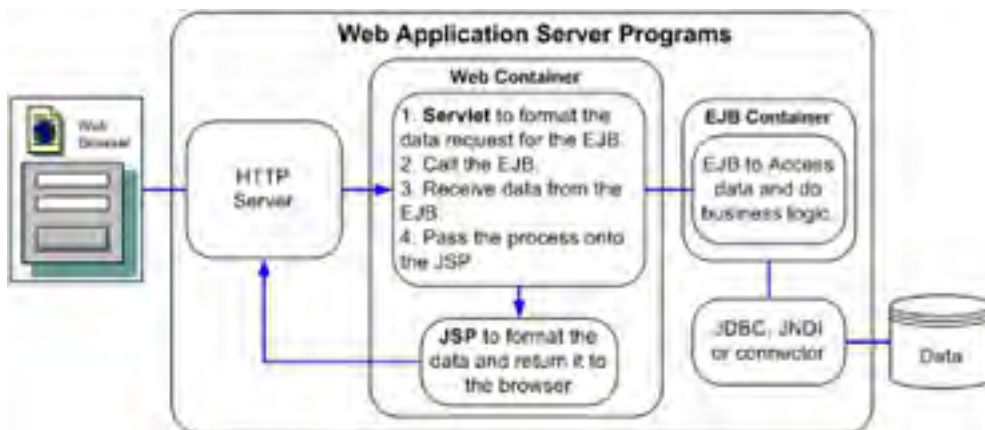 Web Application Server Programs
Web Container
Web
Browser
HTTP
Server
1. Servlet to format the
data request for the EJB.
2. Call the EJB.
3. Receive data from the
EJB.
4. Pass the process onto
the JSP
JSP to format the
data and return it to
the browser
EJB Container
EJB to Access
data and do
business logic.
JDBC, JNDI
or connector
Data